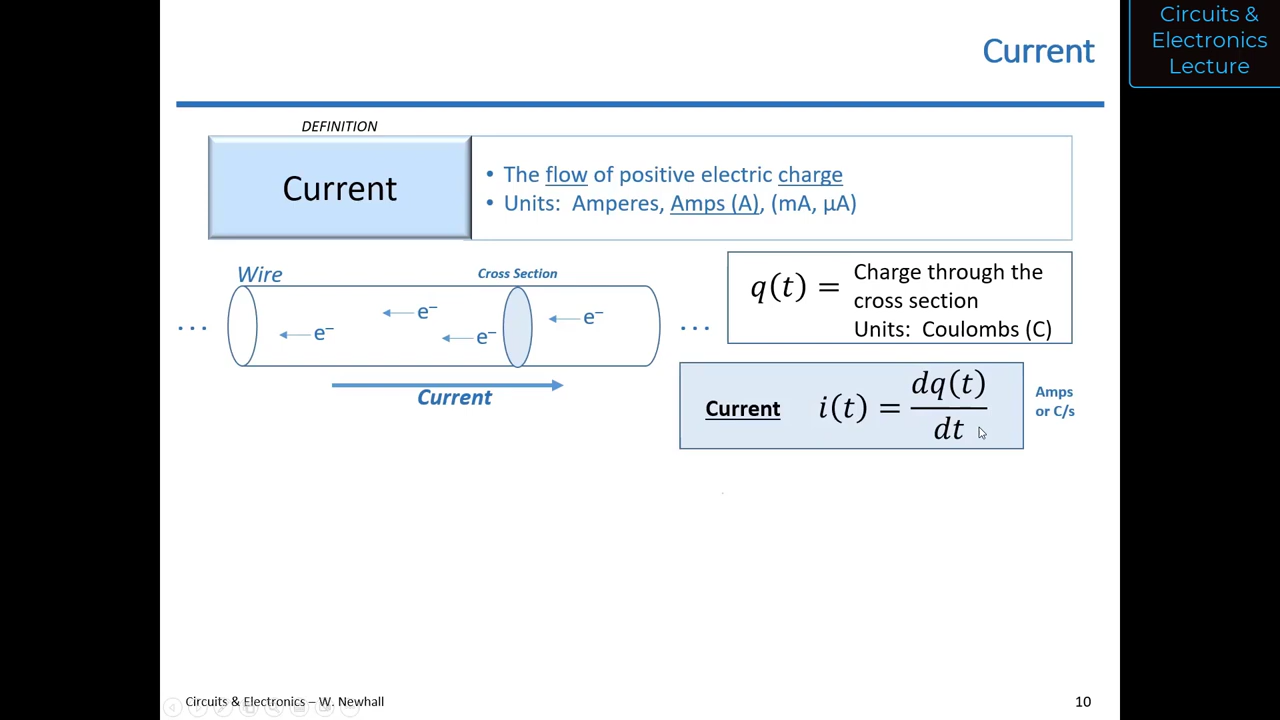 Circuits &
Electronics
Lecture
Current
DEFINITION
Current
• The flow of positive electric charge
• Units: Amperes, Amps (A), (mA, μA)
Wire
Cross Section
q(t) = Charge through the
cross section
Units: Coulombs (C)
. . . e⁻ e⁻ e⁻ e⁻ . . .
Current
Current i(t) = dq(t)/dt
Amps
or C/s
Circuits & Electronics – W. Newhall
10